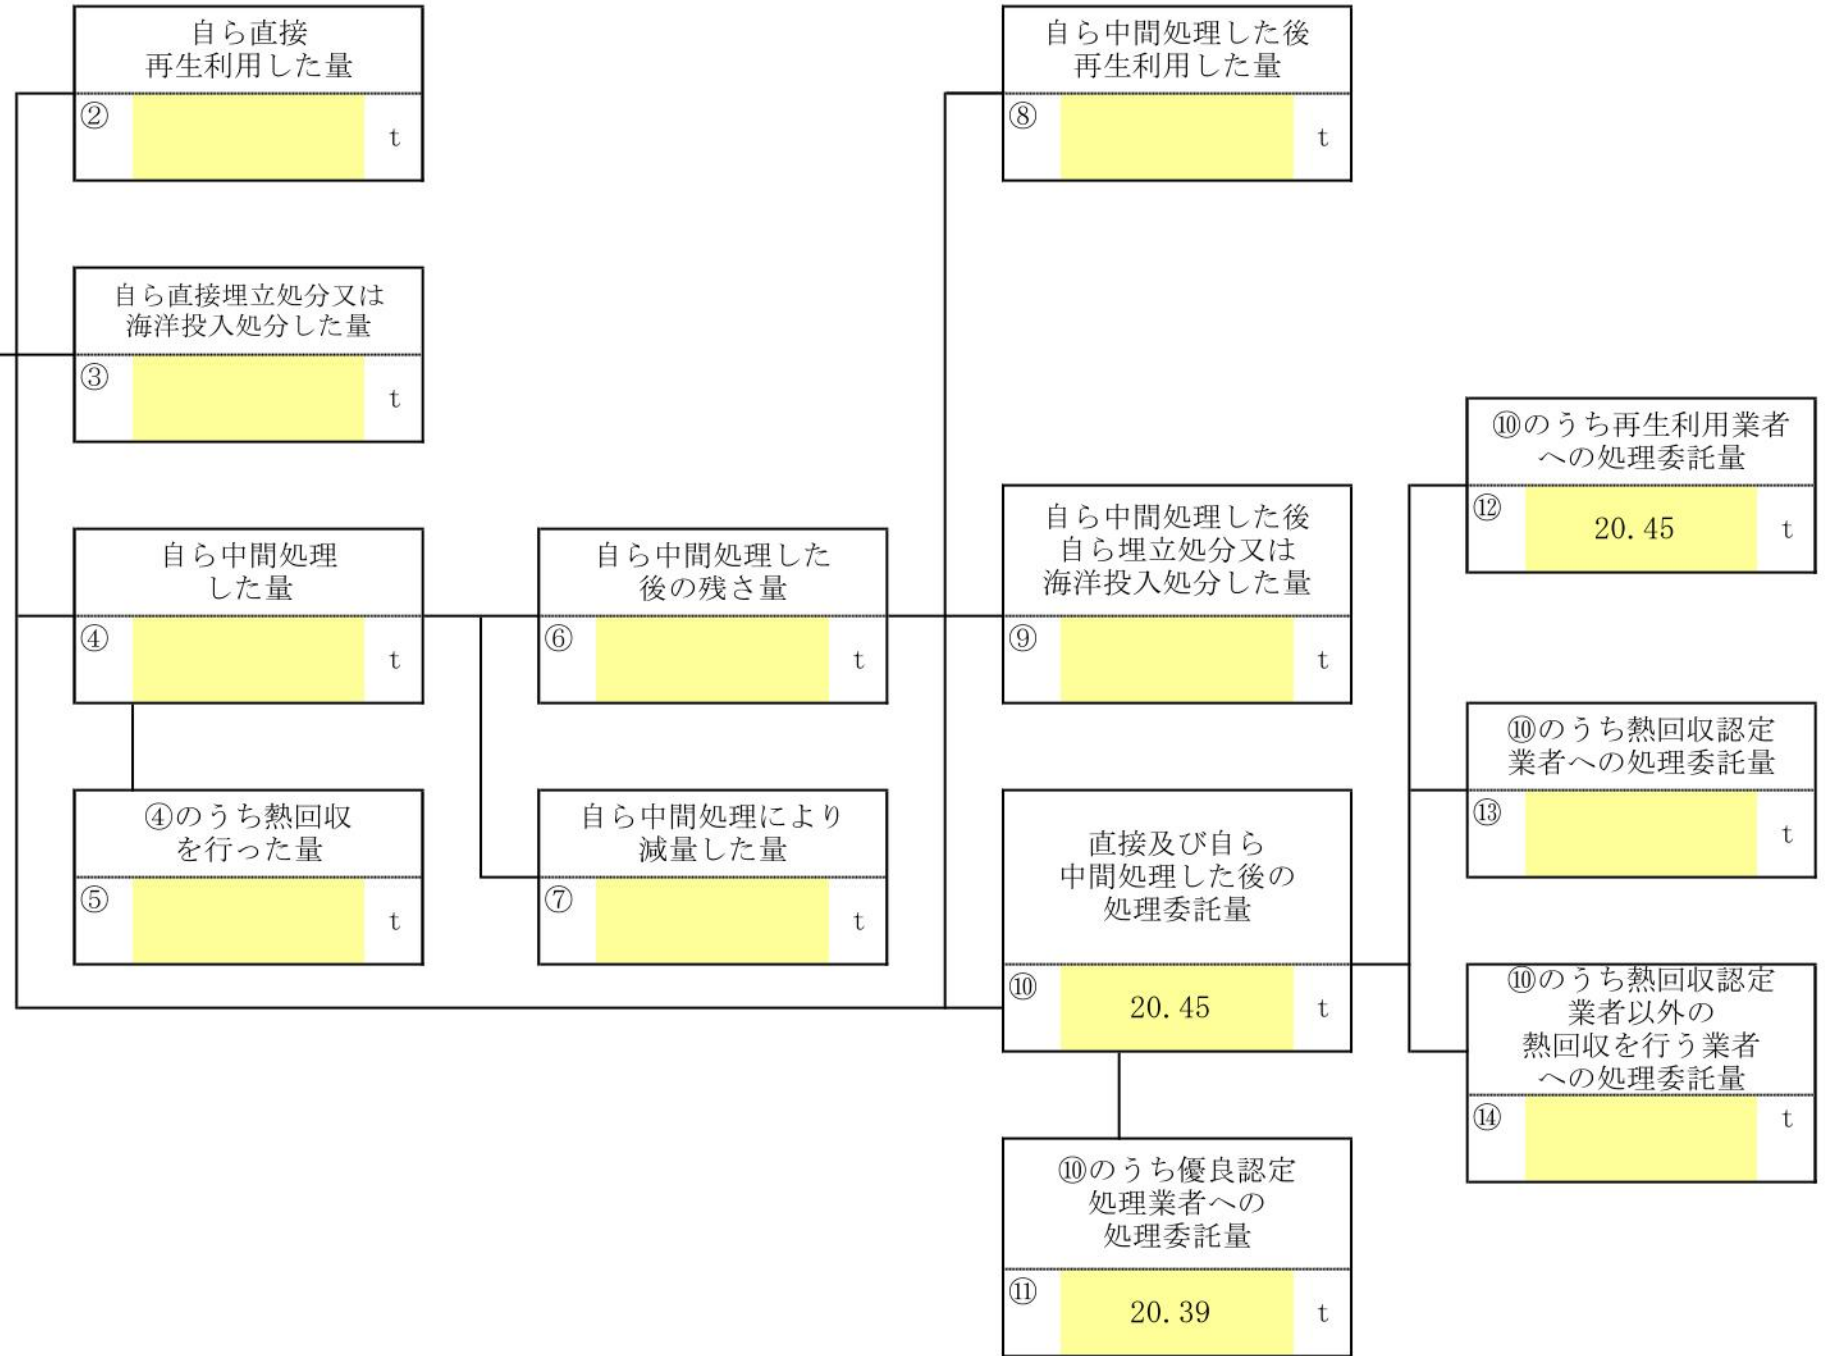 自ら直接
再生利用した量
②
t
自ら中間処理した後
再生利用した量
⑧
t
自ら直接埋立処分又は
海洋投入処分した量
③
t
⑩のうち再生利用業者
への処理委託量
⑫
20.45
t
自ら中間処理
した量
④
t
自ら中間処理した
後の残さ量
⑥
t
自ら中間処理した後
自ら埋立処分又は
海洋投入処分した量
⑨
t
⑩のうち熱回収認定
業者への処理委託量
⑬
t
④のうち熱回収
を行った量
⑤
t
自ら中間処理により
減量した量
⑦
t
直接及び自ら
中間処理した後の
処理委託量
⑩
20.45
t
⑩のうち熱回収認定
業者以外の
熱回収を行う業者
への処理委託量
⑭
t
⑩のうち優良認定
処理業者への
処理委託量
⑪
20.39
t